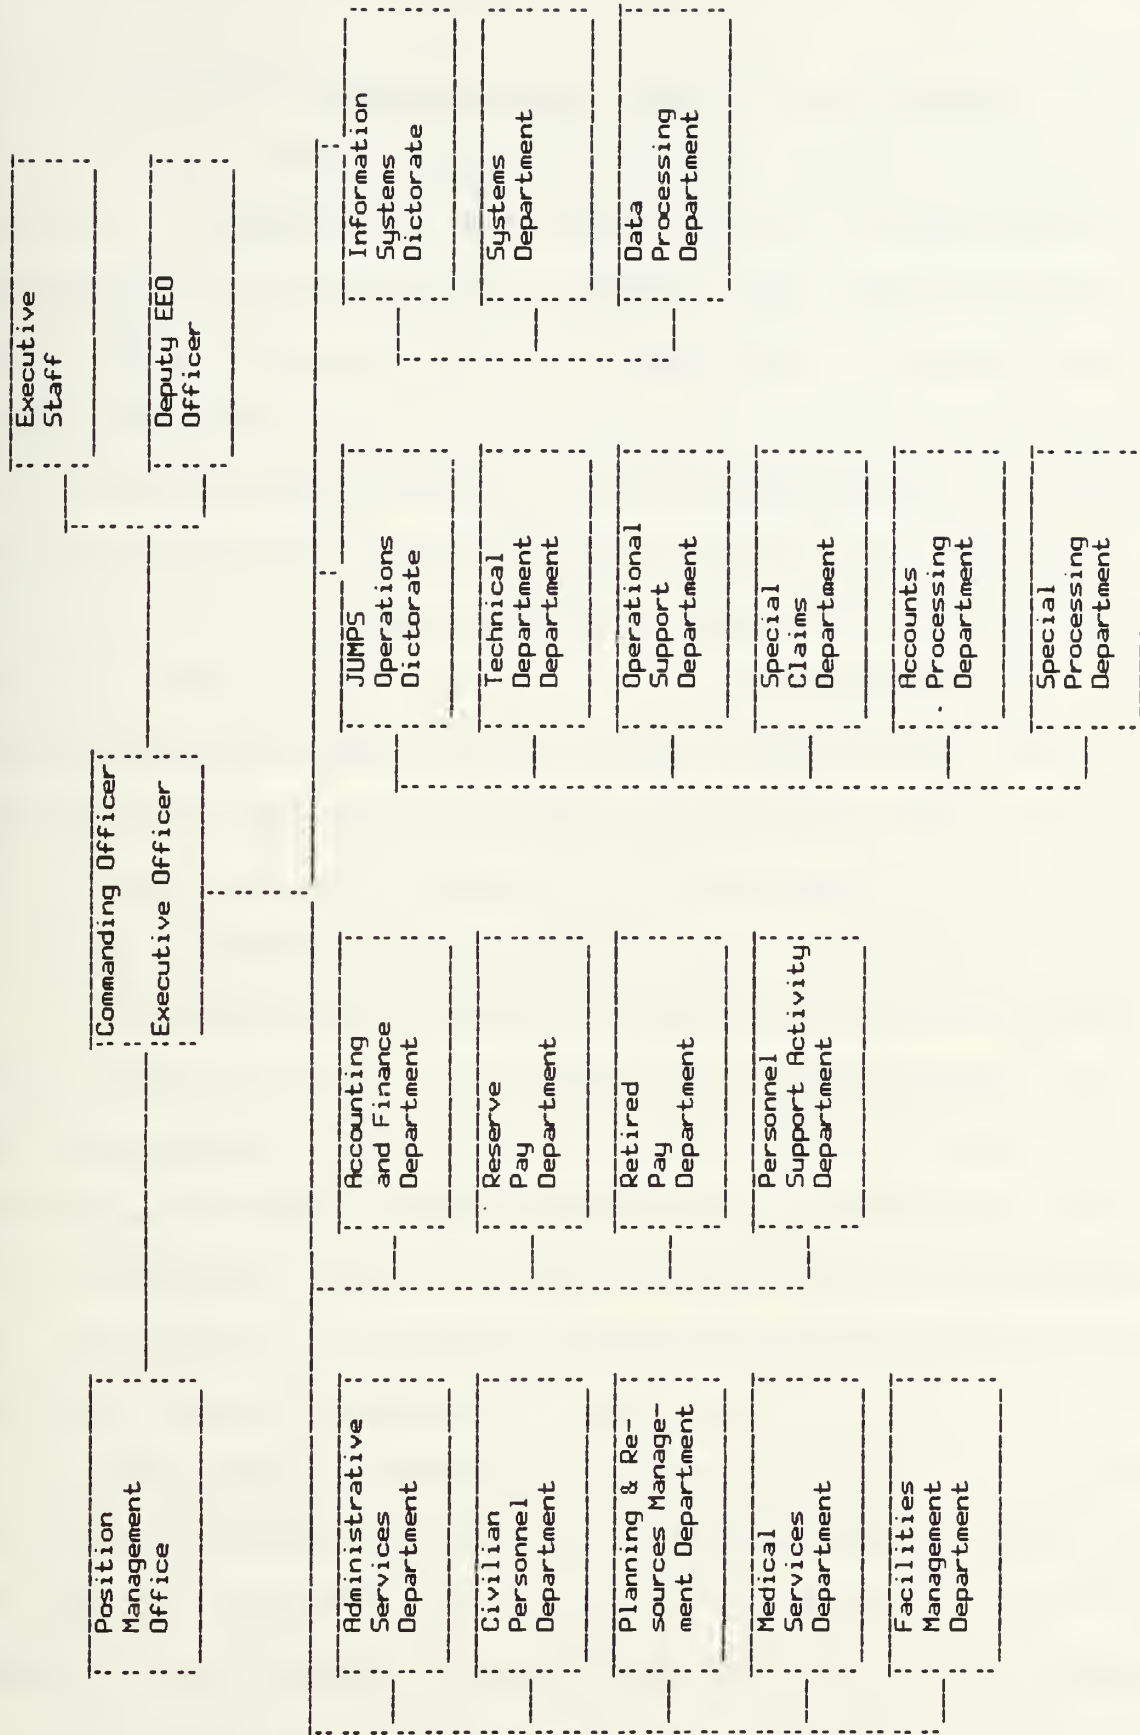 Position
Management
Office
Commanding Officer
Executive Officer
Executive
Staff
Deputy EEO
Officer
Administrative
Services
Department
Civilian
Personnel
Department
Planning & Re-
sources Manage-
ment Department
Medical
Services
Department
Facilities
Management
Department
Accounting
and Finance
Department
Reserve
Pay
Department
Retired
Pay
Department
Personnel
Support Activity
Department
JUMPS
Operations
Dictorate
Technical
Department
Department
Operational
Support
Department
Special
Claims
Department
Accounts
Processing
Department
Special
Processing
Department
Information
Systems
Dictorate
Systems
Department
Data
Processing
Department